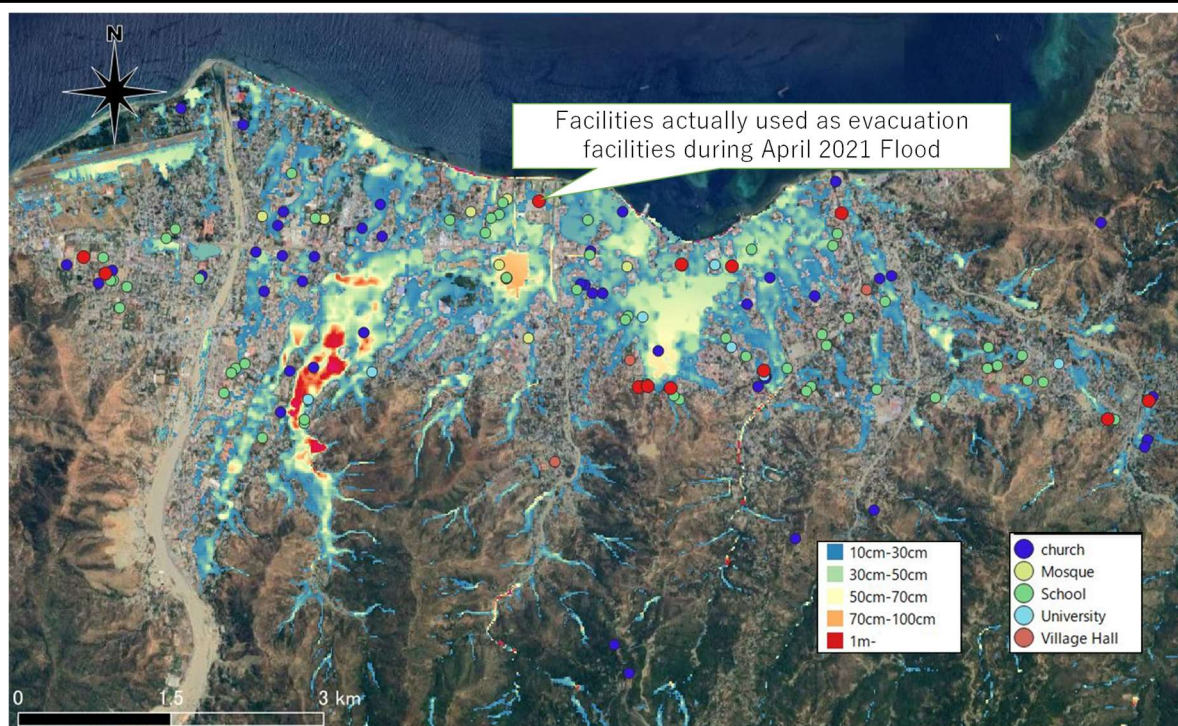 N
Facilities actually used as evacuation
facilities during April 2021 Flood
10cm-30cm
30cm-50cm
50cm-70cm
70cm-100cm
1m-
church
Mosque
School
University
Village Hall
0 1.5 3 km